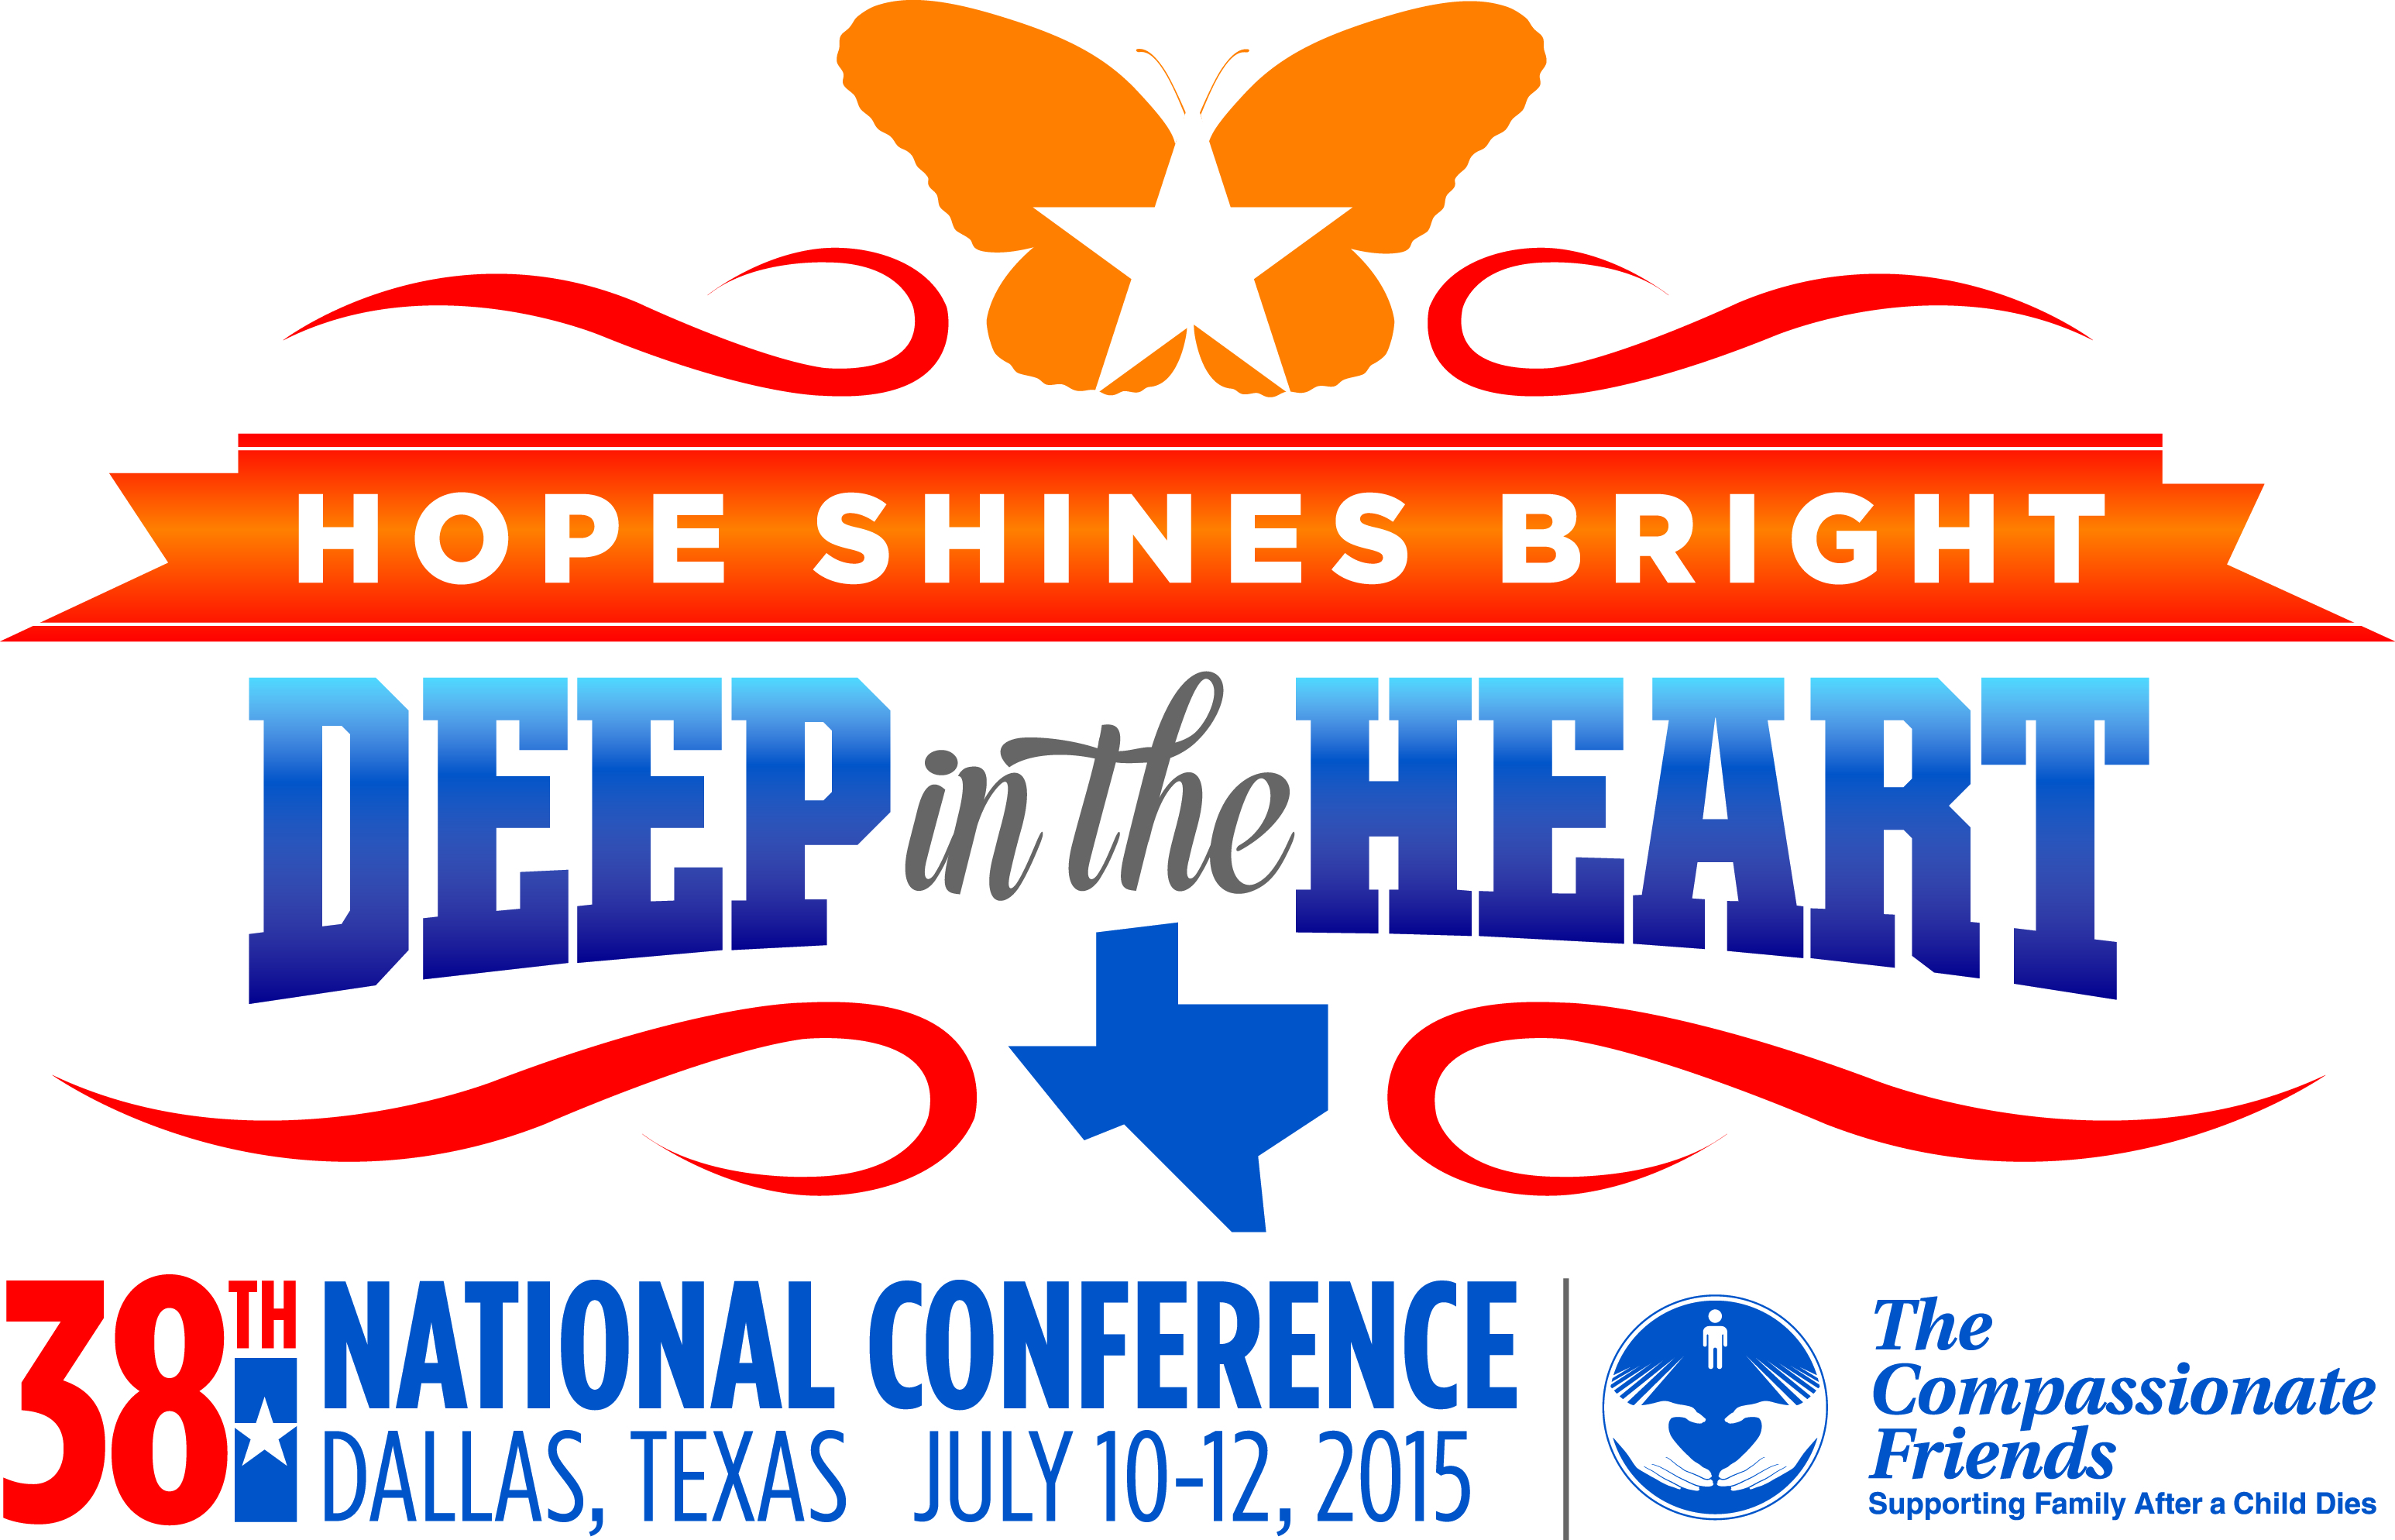 HOPE SHINES BRIGHT
DEEP in the HEART
38TH NATIONAL CONFERENCE
DALLAS, TEXAS JULY 10-12, 2015
The
Compassionate
Friends
Supporting Family After a Child Dies